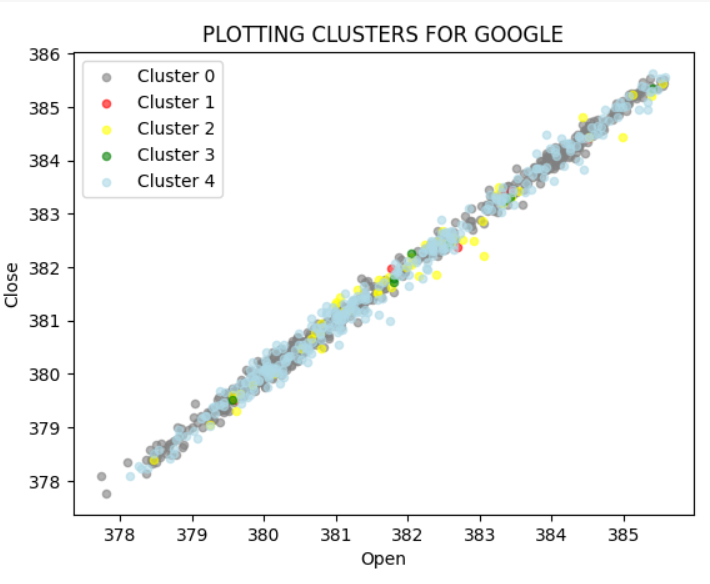 PLOTTING CLUSTERS FOR GOOGLE
386
385
384
383
382
381
380
379
378
Close
Cluster 0
Cluster 1
Cluster 2
Cluster 3
Cluster 4
378 379 380 381 382 383 384 385
Open